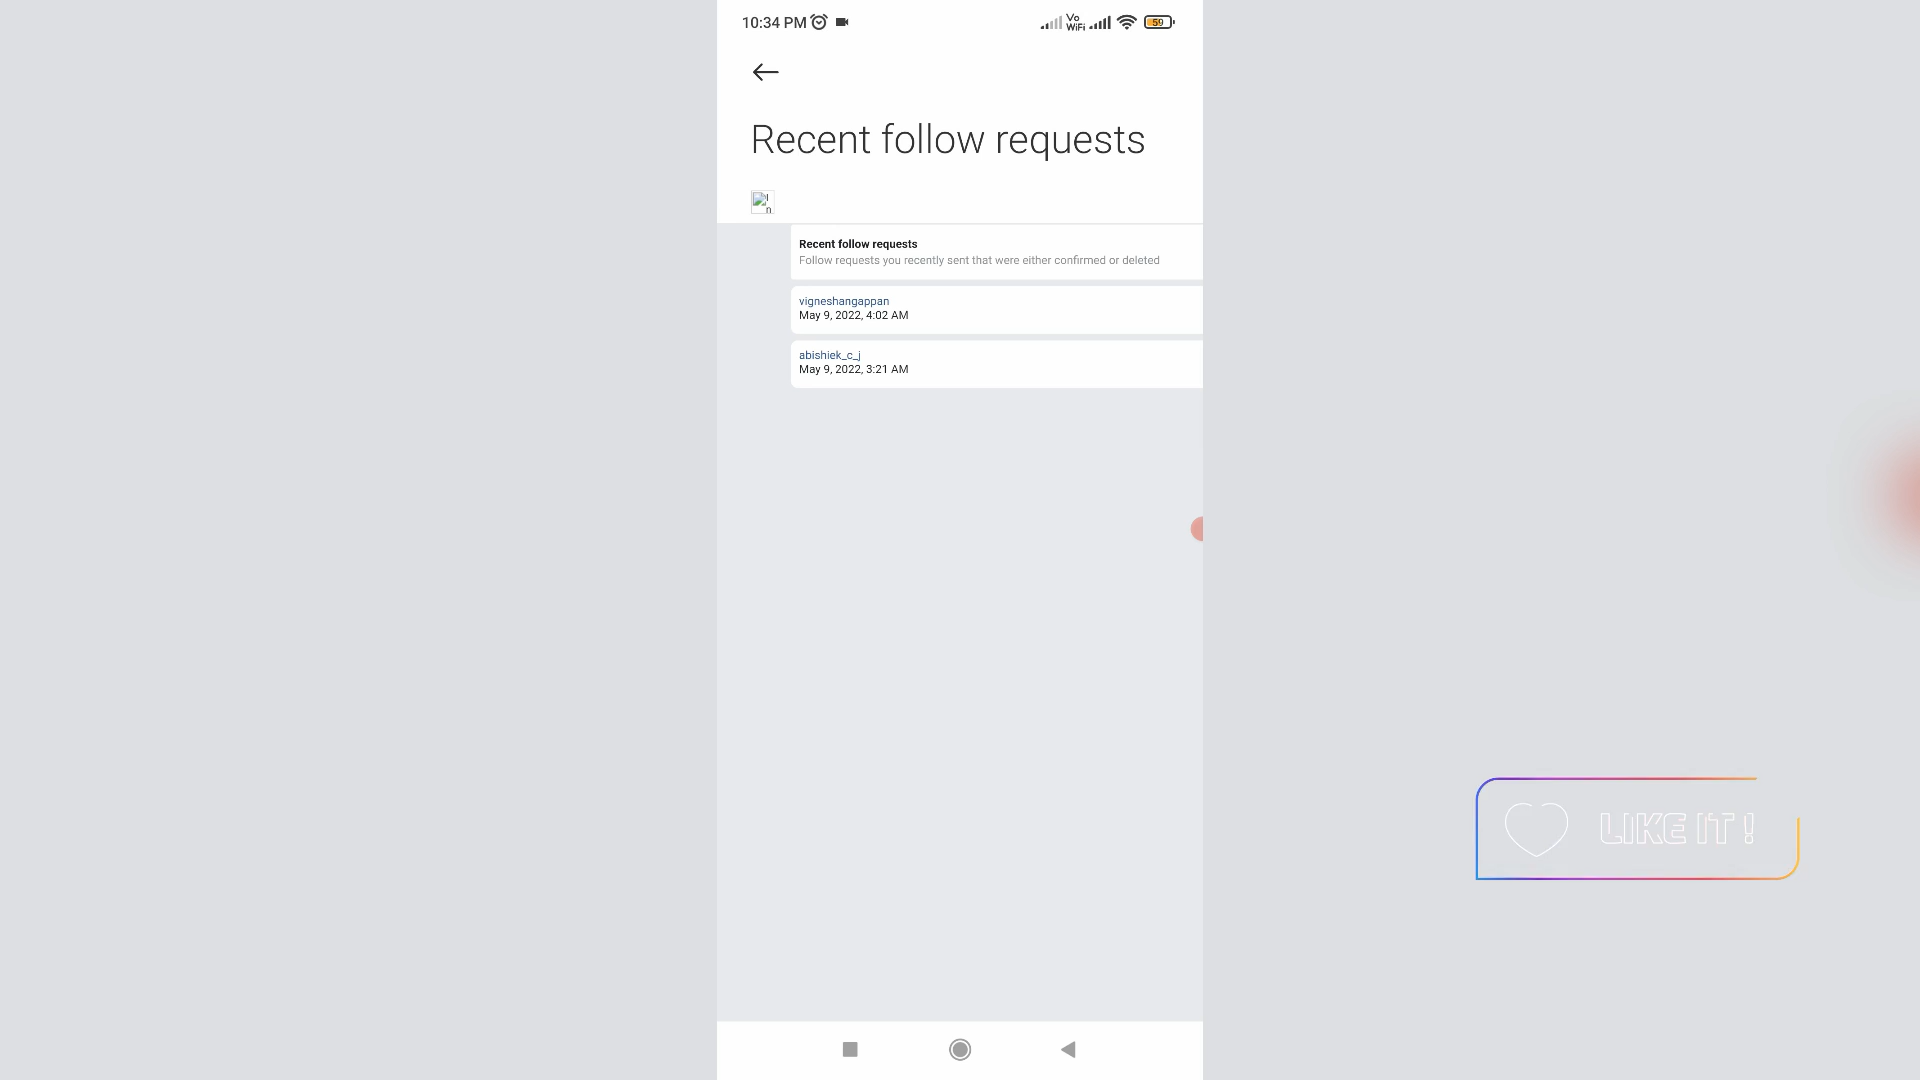 10:34 PM
Vo
WiFi
59
Recent follow requests
In
Recent follow requests
Follow requests you recently sent that were either confirmed or deleted
vigneshangappan
May 9, 2022, 4:02 AM
abishiek_c_j
May 9, 2022, 3:21 AM
LIKE IT !